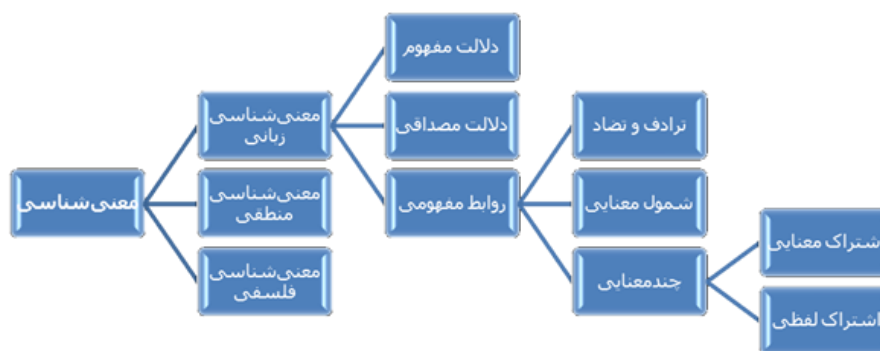 معنی‌شناسی
معنی‌شناسی
زبانی
معنی‌شناسی
منطقی
معنی‌شناسی
فلسفی
دلالت مفهوم
دلالت مصداقی
روابط مفهومی
ترادف و تضاد
شمول معنایی
چندمعنایی
شتراک معنایی
اشتراک لفظی